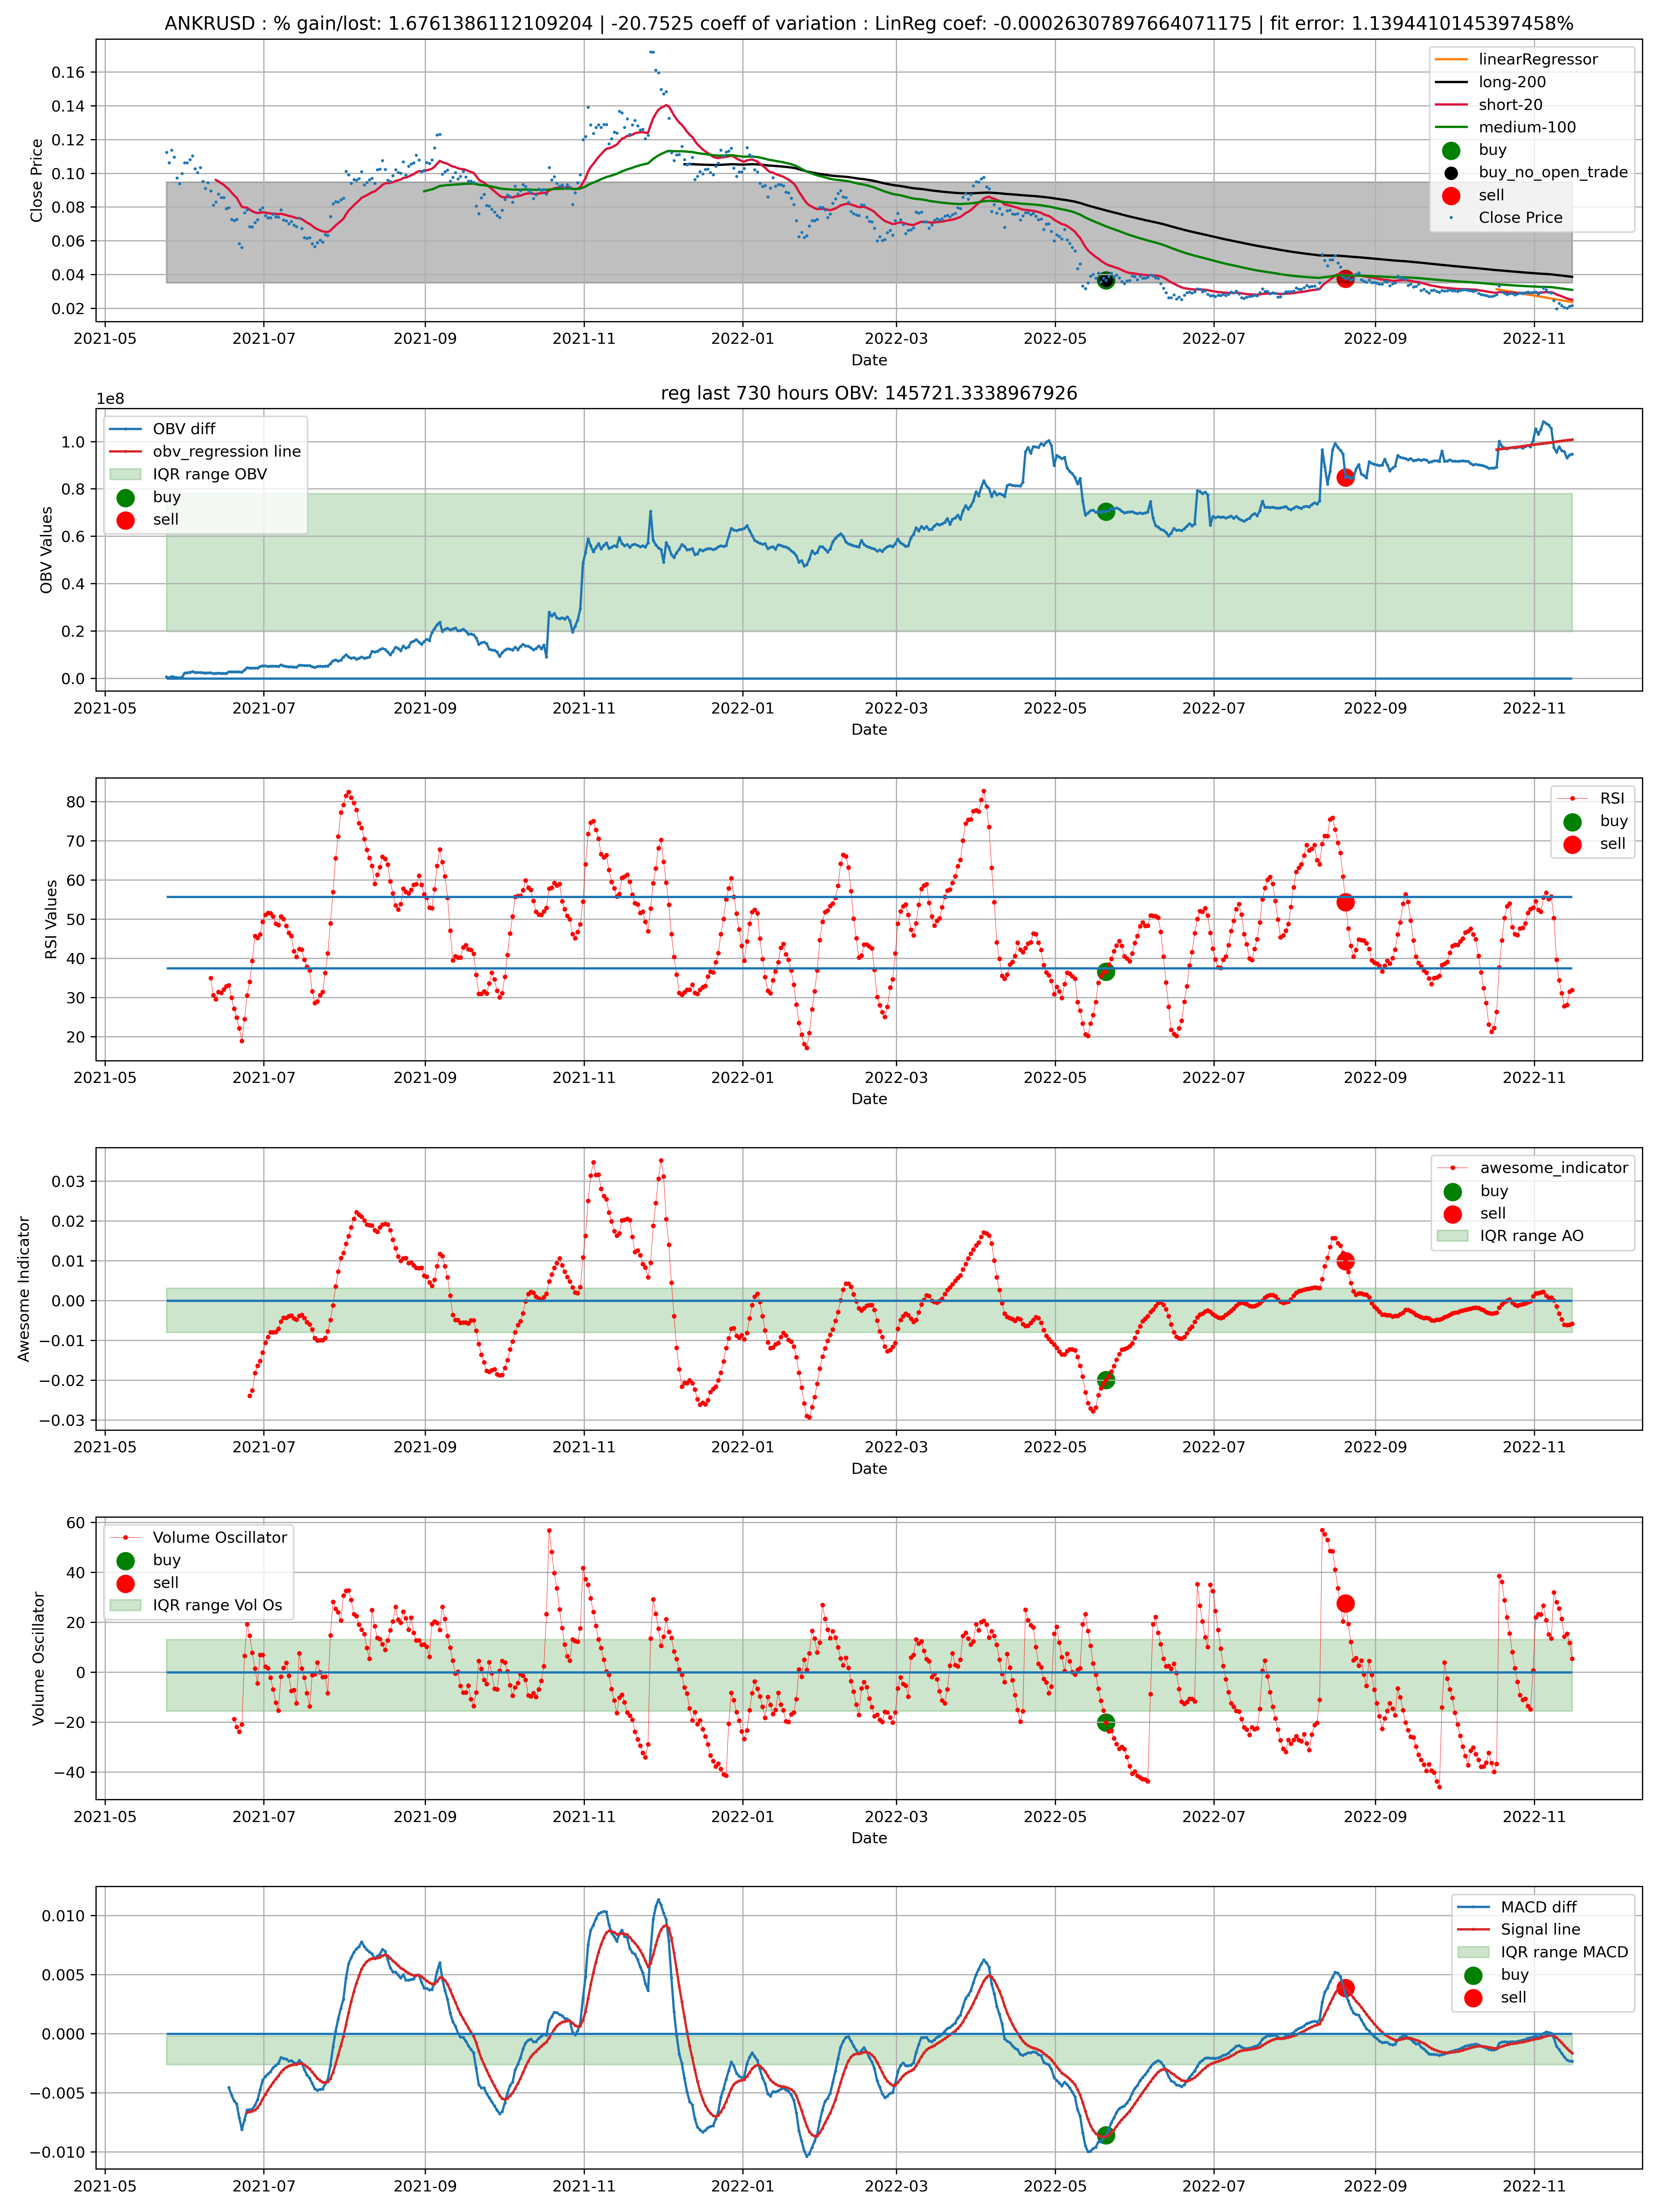 ANKRUSD : % gain/lost: 1.6761386112109204 | -20.7525 coeff of variation : LinReg coef: -0.00026307897664071175 | fit error: 1.1394410145397458%
Close Price
0.16
0.14
0.12
0.10
0.08
0.06
0.04
0.02
linearRegressor
long-200
short-20
medium-100
buy
buy_no_open_trade
sell
Close Price
2021-05 2021-07 2021-09 2021-11 2022-01 2022-03 2022-05 2022-07 2022-09 2022-11
Date
reg last 730 hours OBV: 145721.3338967926
1e8
OBV Values
1.0
0.8
0.6
0.4
0.2
0.0
OBV diff
obv_regression line
IQR range OBV
buy
sell
2021-05 2021-07 2021-09 2021-11 2022-01 2022-03 2022-05 2022-07 2022-09 2022-11
Date
RSI Values
80
70
60
50
40
30
20
RSI
buy
sell
2021-05 2021-07 2021-09 2021-11 2022-01 2022-03 2022-05 2022-07 2022-09 2022-11
Date
Awesome Indicator
0.03
0.02
0.01
0.00
−0.01
−0.02
−0.03
awesome_indicator
buy
sell
IQR range AO
2021-05 2021-07 2021-09 2021-11 2022-01 2022-03 2022-05 2022-07 2022-09 2022-11
Date
Volume Oscillator
60
40
20
0
−20
−40
Volume Oscillator
buy
sell
IQR range Vol Os
2021-05 2021-07 2021-09 2021-11 2022-01 2022-03 2022-05 2022-07 2022-09 2022-11
Date
0.010
0.005
0.000
−0.005
−0.010
MACD diff
Signal line
IQR range MACD
buy
sell
2021-05 2021-07 2021-09 2021-11 2022-01 2022-03 2022-05 2022-07 2022-09 2022-11